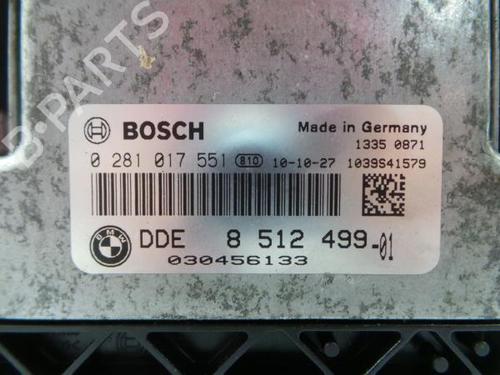 B-PARTS
BOSCH
Made in Germany
1335 0871
0 281 017 551 810 10-10-27 1039S41579
BMW
DDE 8 512 499-01
030456133